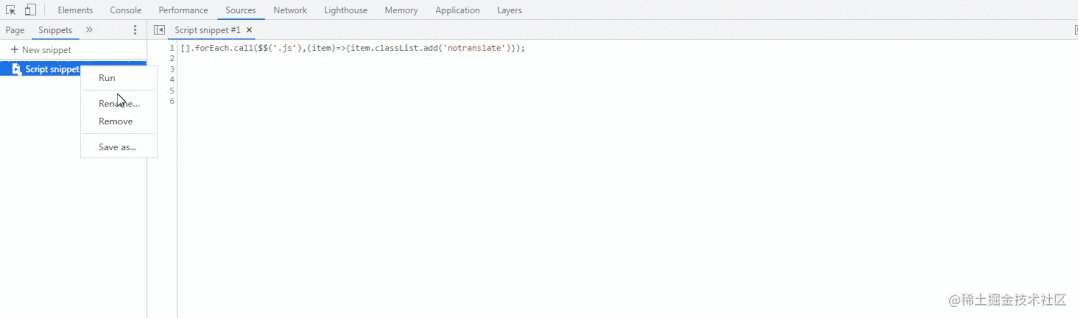 Elements Console Performance Sources Network Lighthouse Memory Application Layers
Page Snippets » Script snippet #1 ×
+ New snippet
1 [].forEach.call($$('.js'),(item)=>{item.classList.add('notranslate')});
2
3
4
5
6
Script snippet
Run
Rename...
Remove
Save as...
@稀土掘金技术社区